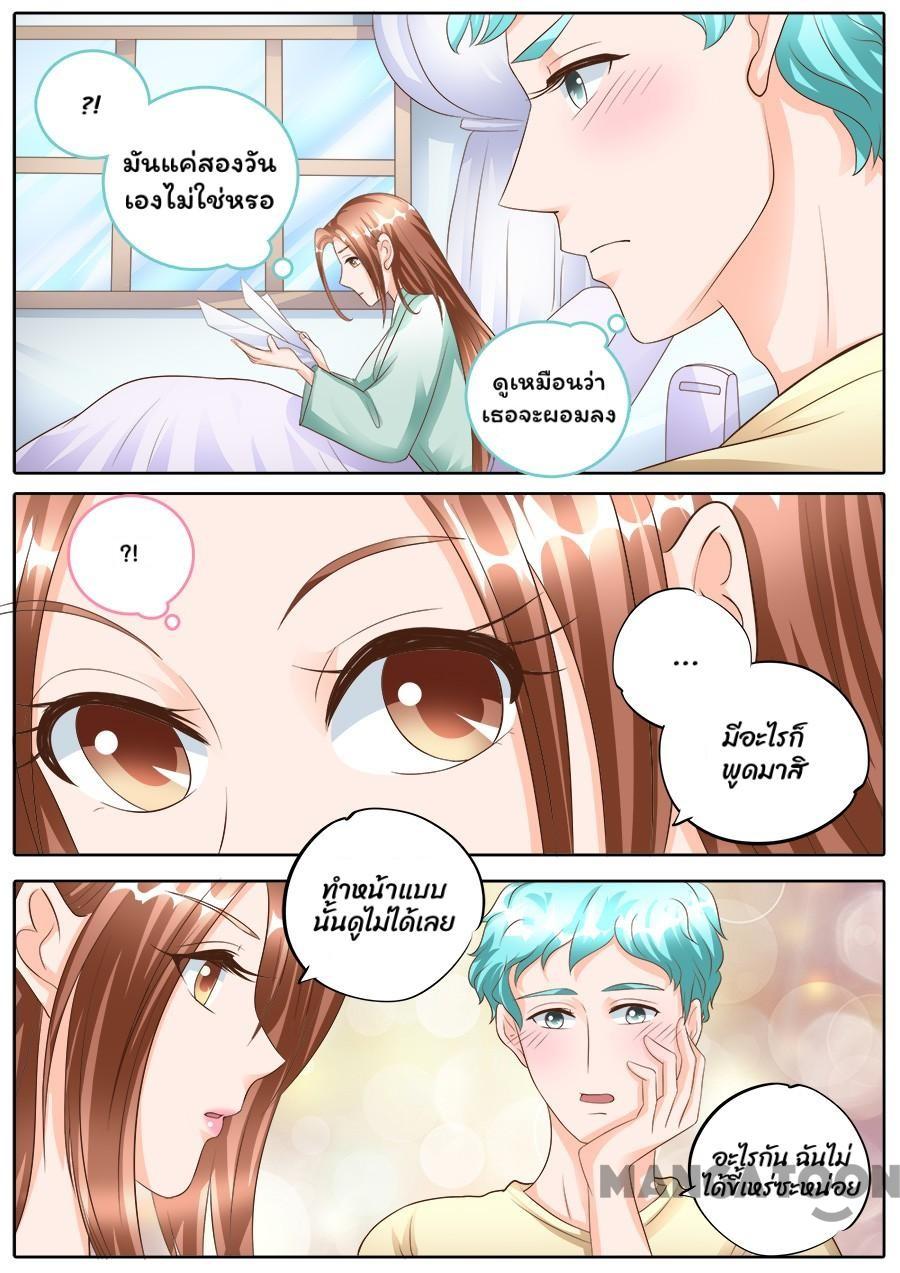 ?!
มันแค่สองวัน
เองไม่ใช่หรอ
ดูเหมือนว่า
เธอจะผอมลง
?!
...
มีอะไรก็
พูดมาสิ
ทำหน้าแบบ
นั้นดูไม่ได้เลย
อะไรกัน ฉันไม่
ได้ขี้เหร่ซะหน่อย
MANGATOON